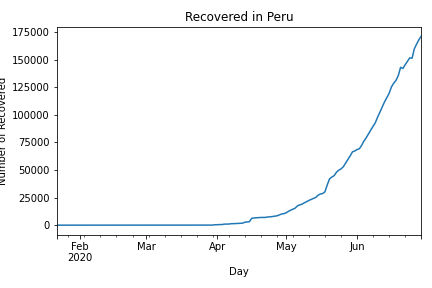 Recovered in Peru
175000
150000
125000
100000
75000
50000
25000
0
Number of Recovered
Feb
2020
Mar
Apr
May
Jun
Day